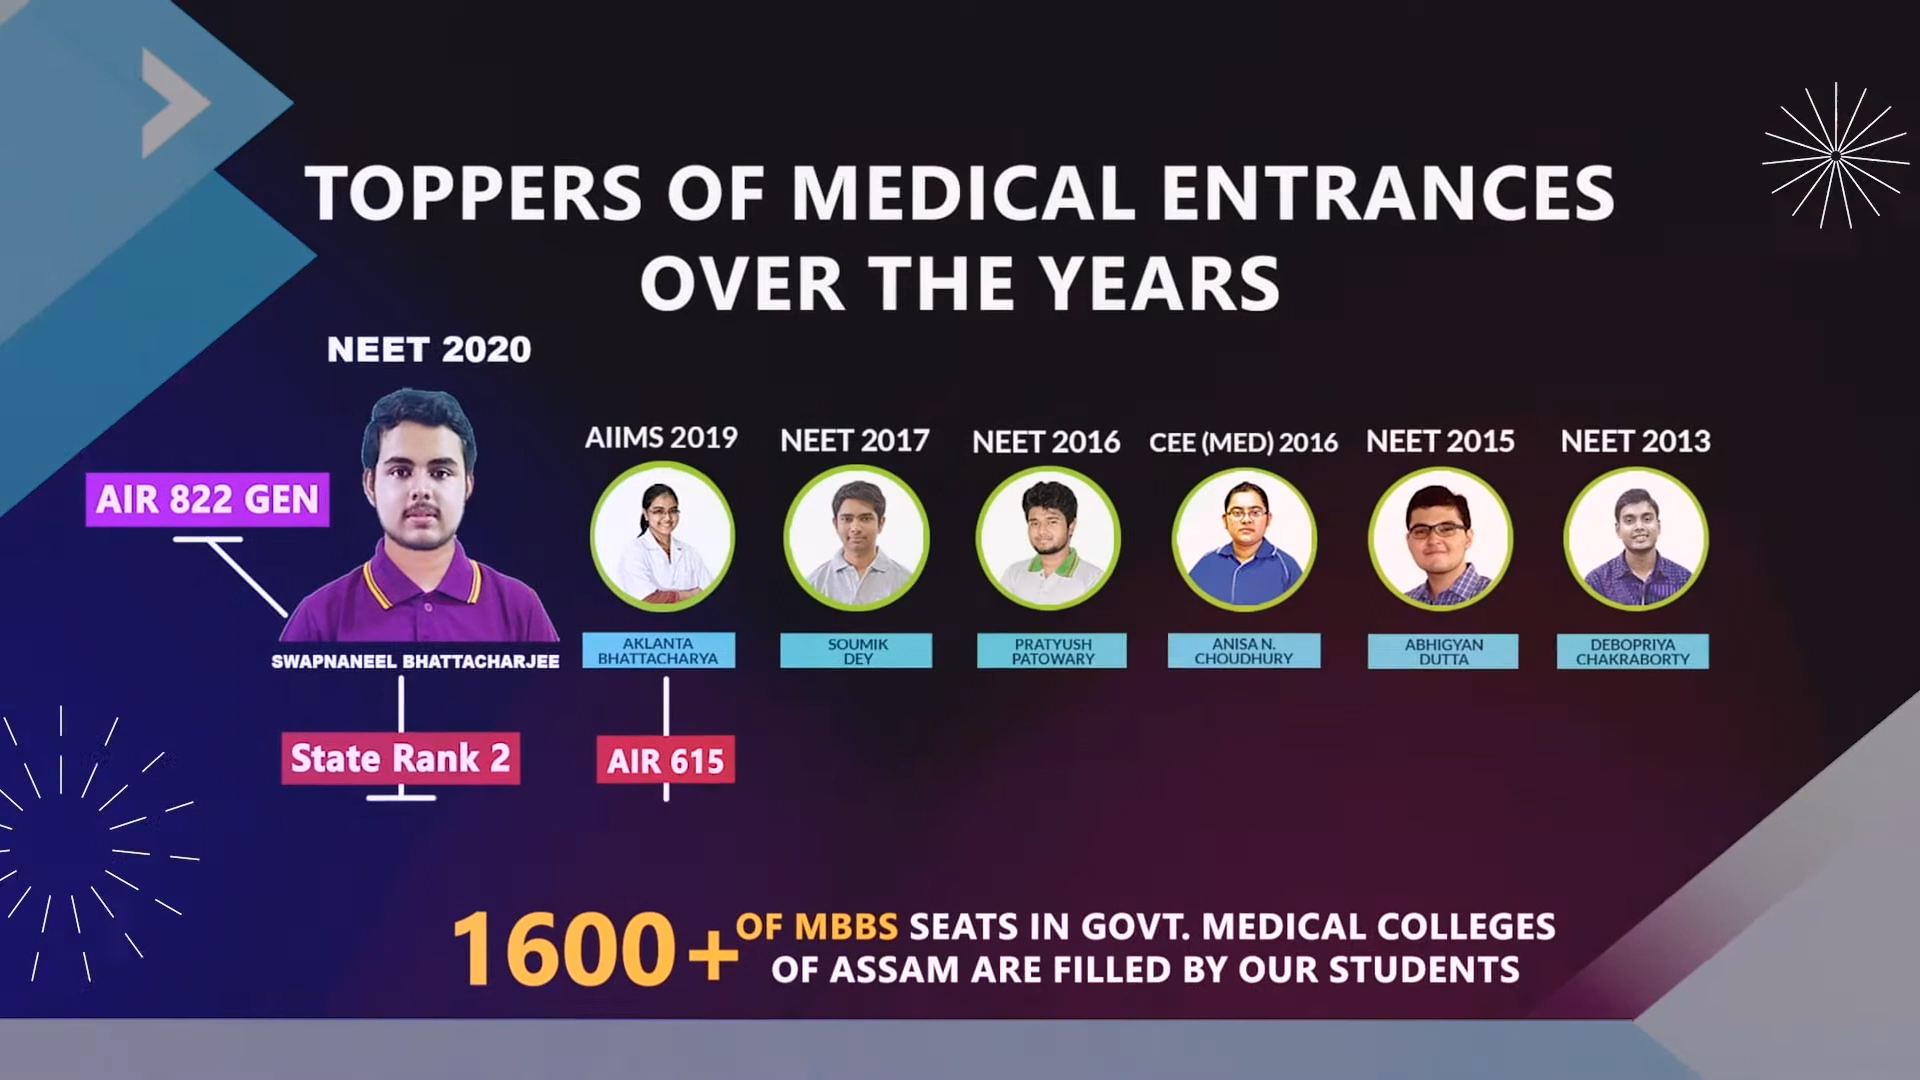 TOPPERS OF MEDICAL ENTRANCES
OVER THE YEARS
NEET 2020
AIR 822 GEN
SWAPNANEEL BHATTACHARJEE
State Rank 2
AIIMS 2019
AKLANTA
BHATTACHARYA
AIR 615
NEET 2017
SOUMIK
DEY
NEET 2016
PRATYUSH
PATOWARY
CEE (MED) 2016
ANISA N.
CHOUDHURY
NEET 2015
ABHIGYAN
DUTTA
NEET 2013
DEBOPRIYA
CHAKRABORTY
1600+ OF MBBS SEATS IN GOVT. MEDICAL COLLEGES
OF ASSAM ARE FILLED BY OUR STUDENTS